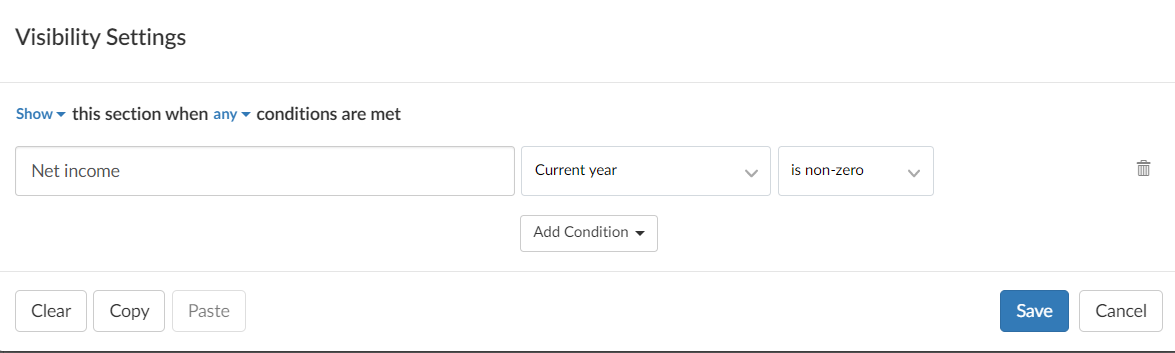 Visibility Settings
Show this section when any conditions are met
Net income Current year is non-zero
Add Condition
Clear Copy Paste Save Cancel